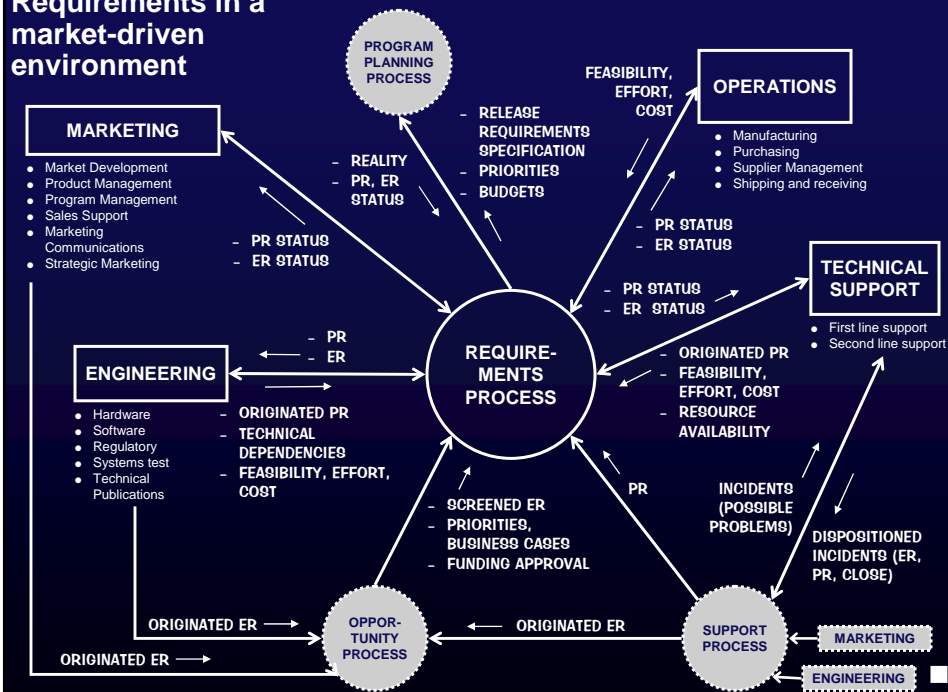 Requirements in a
market-driven
environment
PROGRAM
PLANNING
PROCESS
FEASIBILITY,
EFFORT,
COST
OPERATIONS
● Manufacturing
● Purchasing
● Supplier Management
● Shipping and receiving
MARKETING
● Market Development
● Product Management
● Program Management
● Sales Support
● Marketing
Communications
● Strategic Marketing
– REALITY
– PR, ER
STATUS
– RELEASE
REQUIREMENTS
SPECIFICATION
– PRIORITIES
– BUDGETS
– PR STATUS
– ER STATUS
– PR STATUS
– ER STATUS
TECHNICAL
SUPPORT
● First line support
● Second line support
– PR STATUS
– ER STATUS
– PR
– ER
ENGINEERING
● Hardware
● Software
● Regulatory
● Systems test
● Technical
Publications
REQUIRE-
MENTS
PROCESS
– ORIGINATED PR
– FEASIBILITY,
EFFORT, COST
– RESOURCE
AVAILABILITY
– ORIGINATED PR
– TECHNICAL
DEPENDENCIES
– FEASIBILITY, EFFORT,
COST
– SCREENED ER
– PRIORITIES,
BUSINESS CASES
– FUNDING APPROVAL
PR
INCIDENTS
(POSSIBLE
PROBLEMS)
DISPOSITIONED
INCIDENTS (ER,
PR, CLOSE)
ORIGINATED ER
ORIGINATED ER
OPPOR-
TUNITY
PROCESS
ORIGINATED ER
SUPPORT
PROCESS
MARKETING
ENGINEERING